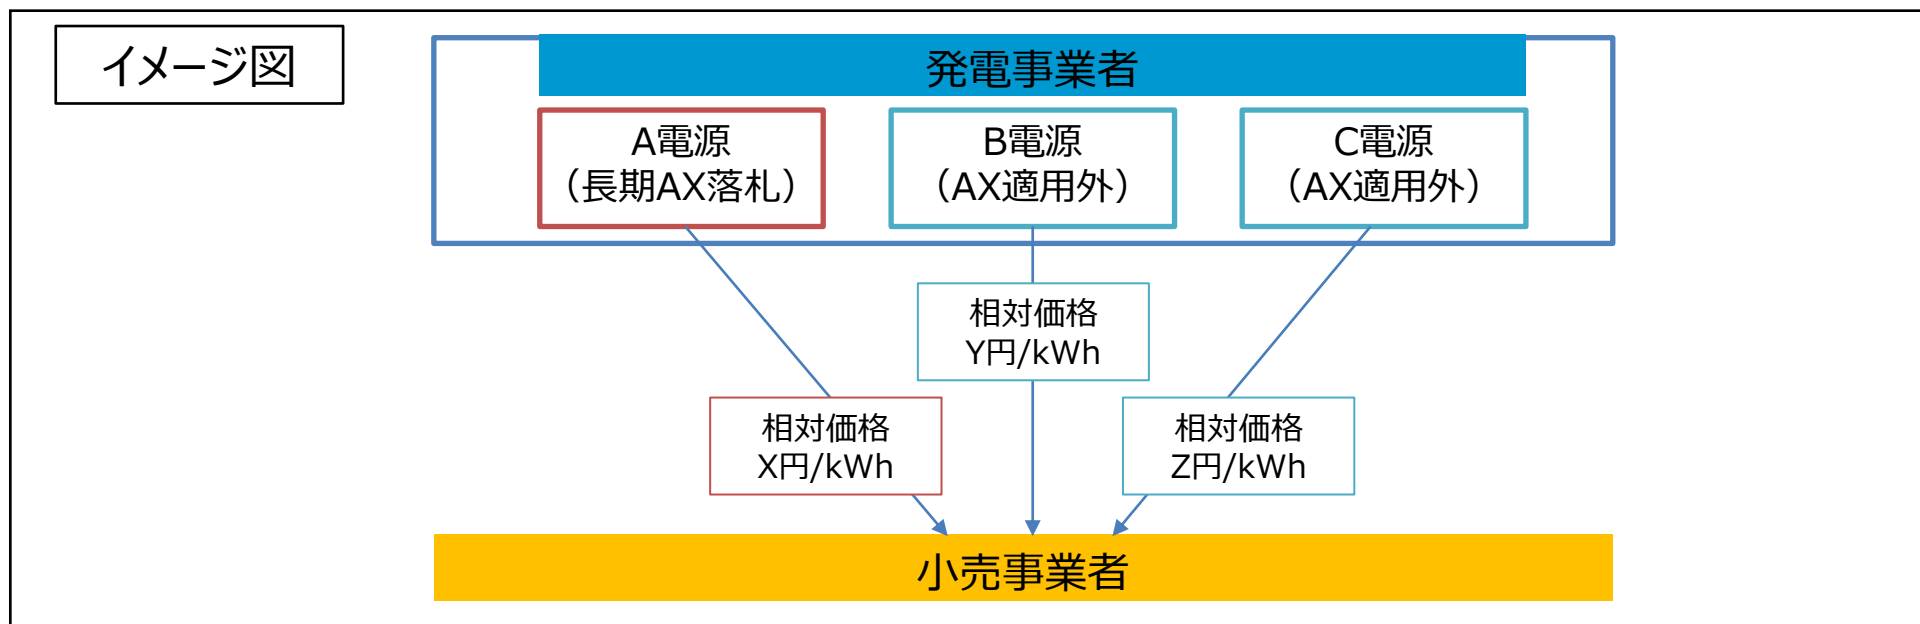 イメージ図
発電事業者
A電源
（長期AX落札）
B電源
（AX適用外）
C電源
（AX適用外）
相対価格
Y円/kWh
相対価格
X円/kWh
相対価格
Z円/kWh
小売事業者